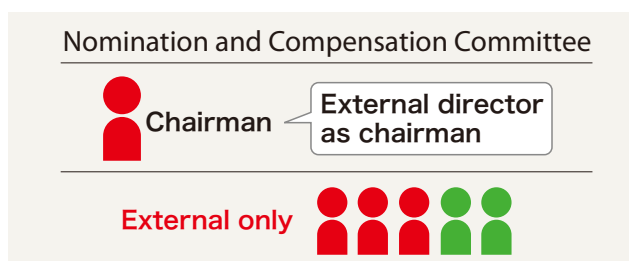 Nomination and Compensation Committee
Chairman
External director
as chairman
External only